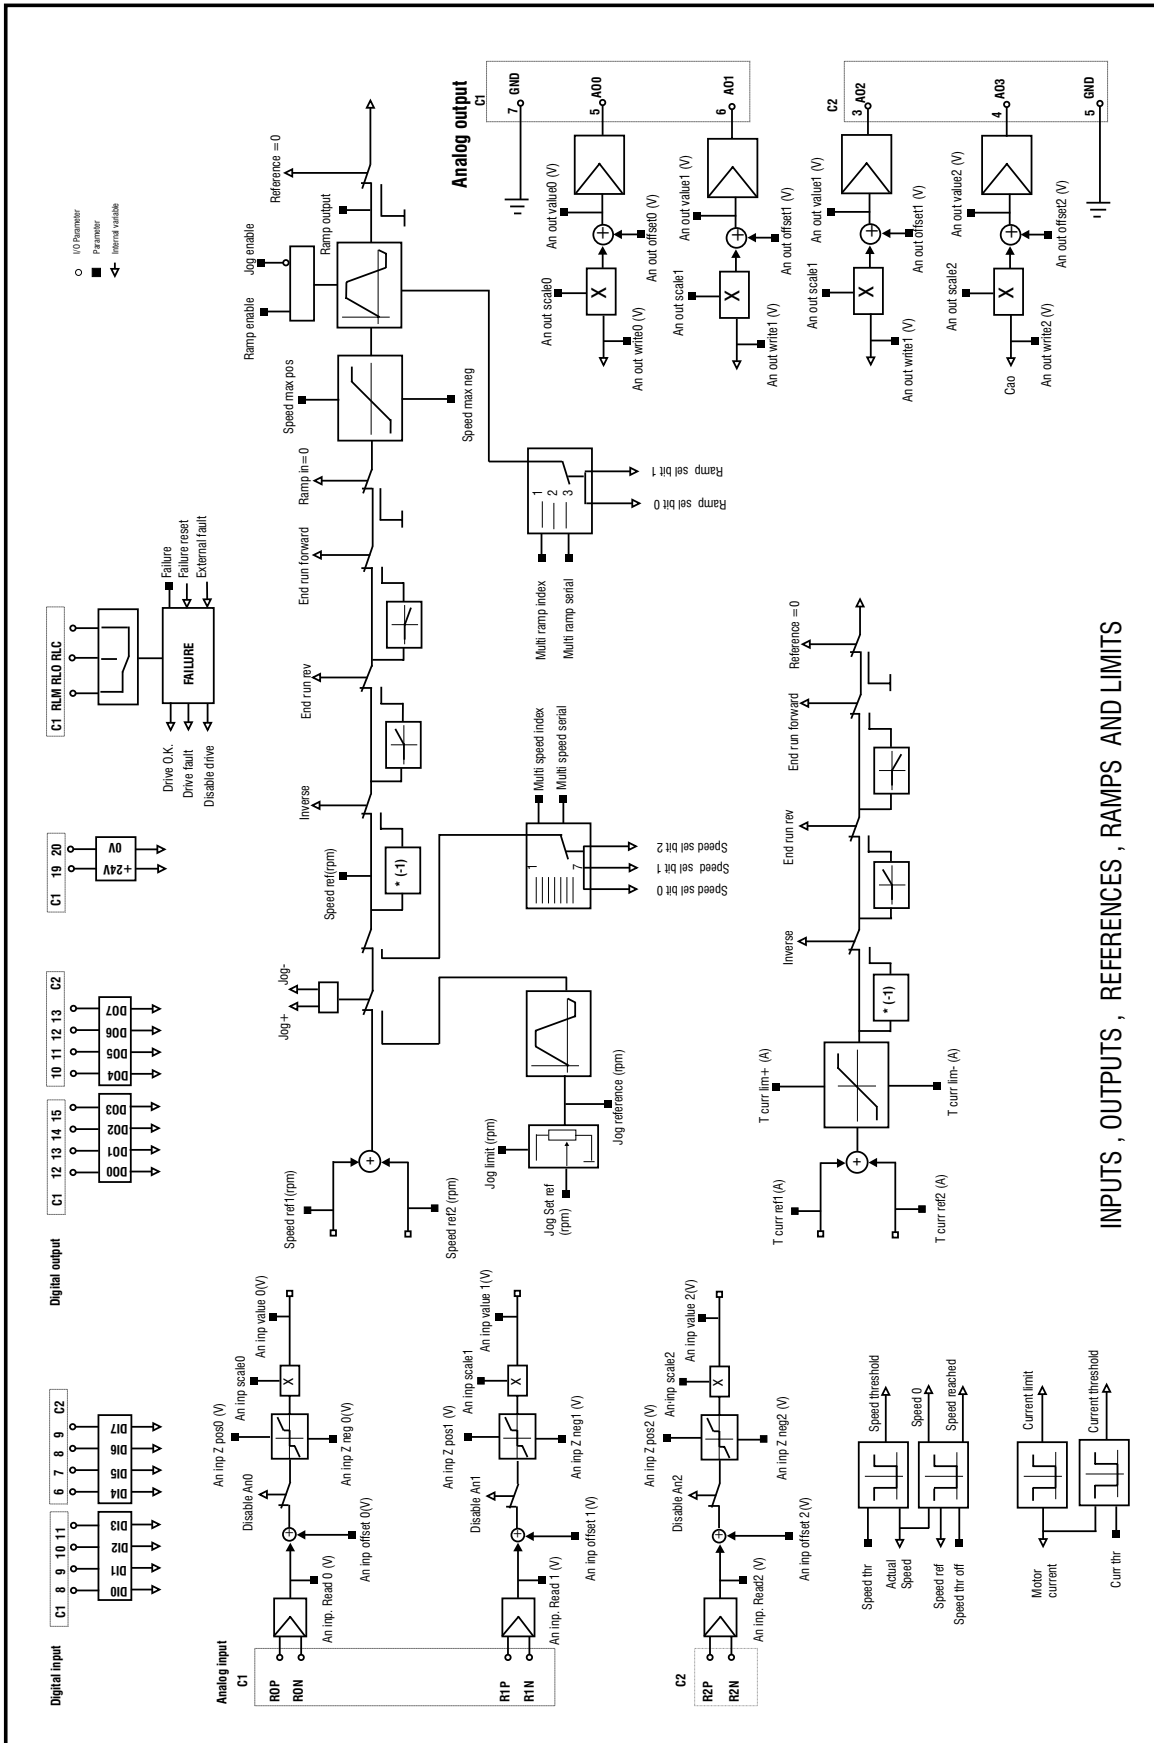 Digital input
C1 8 9 10 11
DI0 DI1 DI2 DI3
6 7 8 9 C2
DI4 DI5 DI6 DI7
Digital output
C1 12 13 14 15
DO0 DO1 DO2 DO3
10 11 12 13 C2
DO4 DO5 DO6 DO7
C1 19 20
+24V 0V
C1 RLM RLO RLC
FAILURE
Drive O.K.
Drive fault
Disable drive
Failure
Failure reset
External fault
I/O Parameter
Parameter
Internal variable
Analog input
C1
ROP
RON
An inp. Read 0 (V)
An inp offset 0(V)
Disable An0
An inp Z pos0 (V)
An inp Z neg 0(V)
An inp scale0
X
An inp value 0(V)
R1P
R1N
An inp. Read 1 (V)
An inp offset 1 (V)
Disable An1
An inp Z pos1 (V)
An inp Z neg1 (V)
An inp scale1
X
An inp value 1(V)
C2
R2P
R2N
An inp. Read2 (V)
An inp offset 2(V)
Disable An2
An inp Z pos2 (V)
An inp Z neg2 (V)
An inp scale2
X
An inp value 2(V)
Speed ref1(rpm)
Speed ref2 (rpm)
+
Jog+
Jog-
Speed ref(rpm)
* (-1)
Inverse
End run rev
End run forward
Ramp in=0
Speed max pos
Speed max neg
Ramp enable
Jog enable
Ramp output
Reference = 0
Jog Set ref
(rpm)
Jog limit (rpm)
Jog reference (rpm)
1
7
Multi speed index
Multi speed serial
Speed sel bit 0
Speed sel bit 1
Speed sel bit 2
1
2
3
Multi ramp index
Multi ramp serial
Ramp sel bit 0
Ramp sel bit 1
Analog output
C1
7 GND
5 AO0
6 AO1
An out value0 (V)
An out offset0 (V)
An out scale0
X
An out write0 (V)
An out value1 (V)
An out offset1 (V)
An out scale1
X
An out write1 (V)
C2
3 AO2
4 AO3
5 GND
An out value1 (V)
An out offset1 (V)
An out scale1
X
An out write1 (V)
An out value2 (V)
An out offset2 (V)
An out scale2
X
An out write2 (V)
Cao
T curr ref1(A)
T curr ref2 (A)
+
T curr lim+ (A)
T curr lim- (A)
* (-1)
Inverse
End run rev
End run forward
Reference = 0
Speed thr
Actual
Speed
Speed ref
Speed thr off
Speed threshold
Speed 0
Speed reached
Motor
current
Curr thr
Current limit
Current threshold
INPUTS , OUTPUTS , REFERENCES , RAMPS AND LIMITS